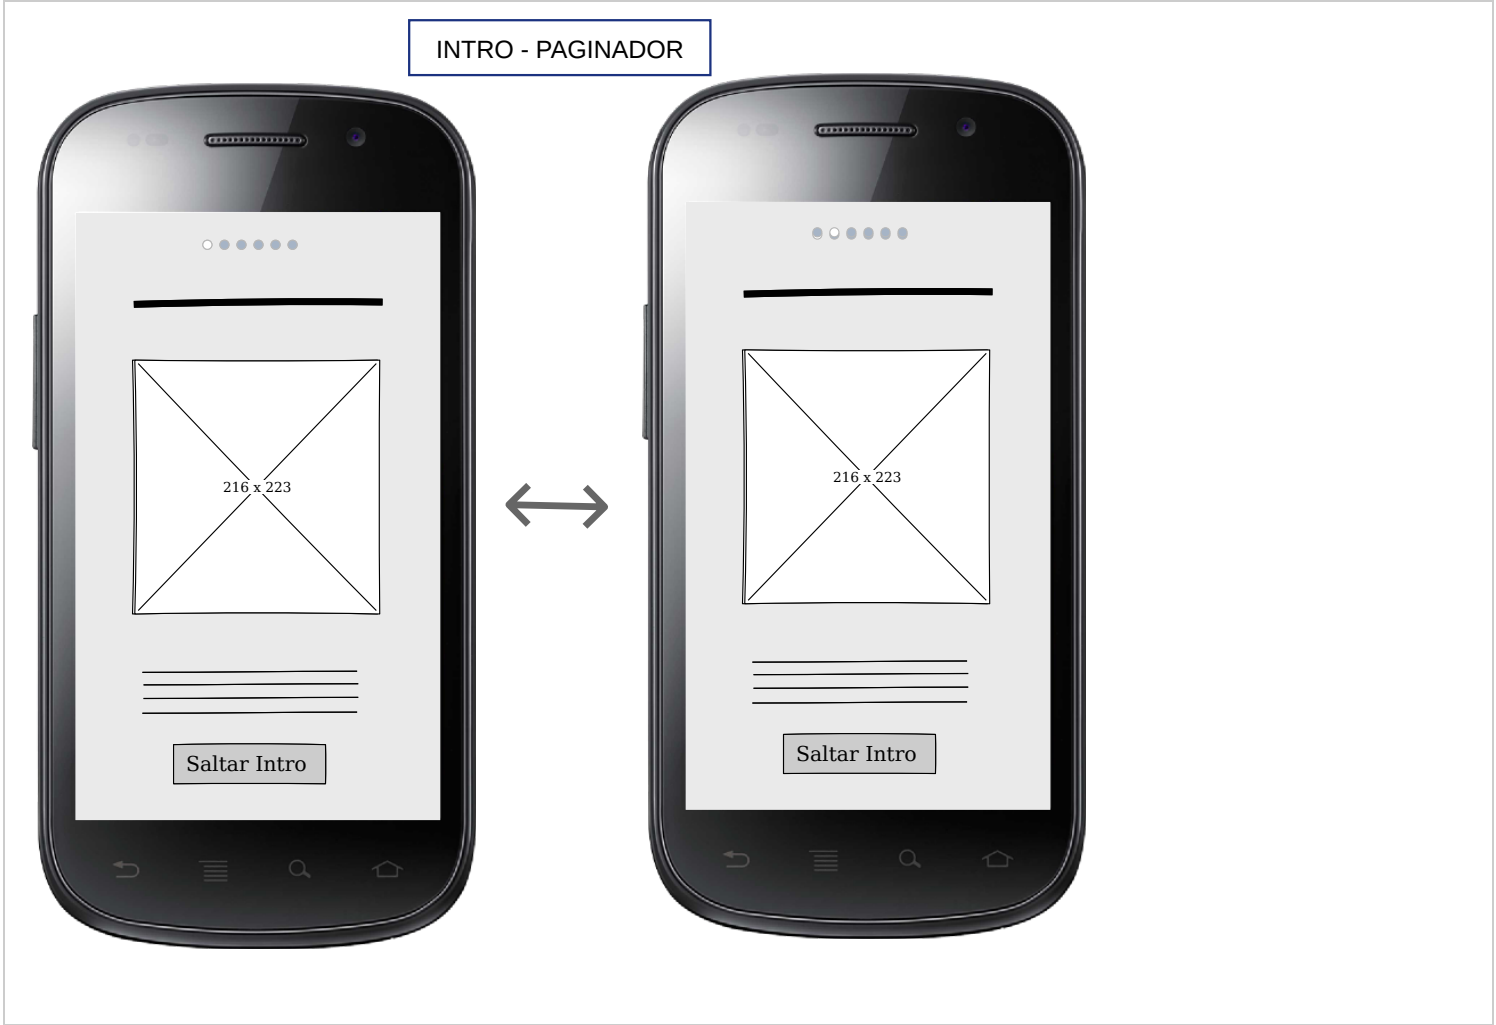 INTRO - PAGINADOR
216 x 223
Saltar Intro
216 x 223
Saltar Intro